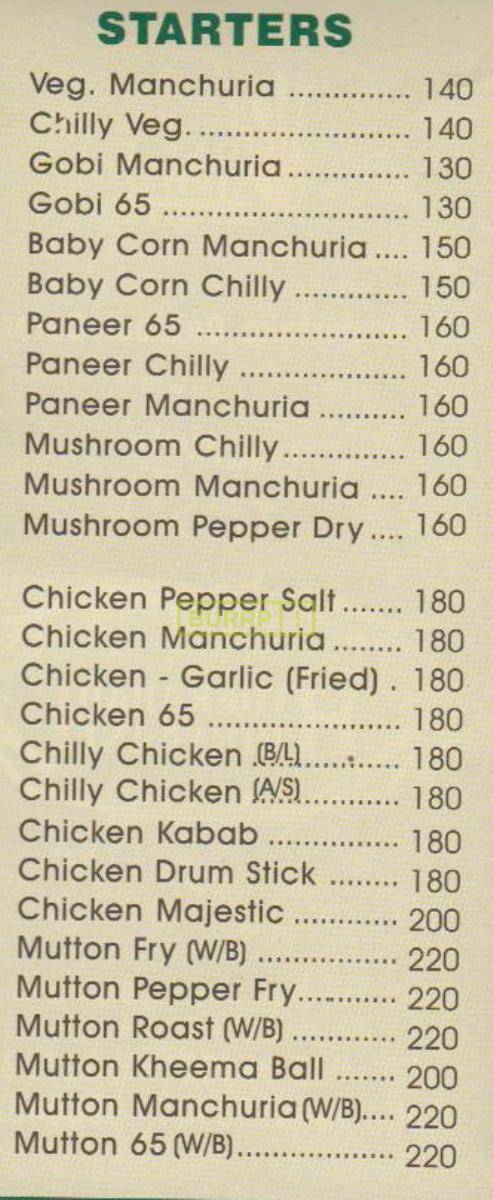 STARTERS
Veg. Manchuria .............. 140
Chilly Veg. ........................ 140
Gobi Manchuria .............. 130
Gobi 65 ............................ 130
Baby Corn Manchuria .... 150
Baby Corn Chilly ............. 150
Paneer 65 ........................ 160
Paneer Chilly ................... 160
Paneer Manchuria .......... 160
Mushroom Chilly.............. 160
Mushroom Manchuria .... 160
Mushroom Pepper Dry .... 160
Chicken Pepper Salt ....... 180
BURRP!
Chicken Manchuria ........ 180
Chicken - Garlic (Fried) . 180
Chicken 65 ...................... 180
Chilly Chicken (B/L)........... 180
Chilly Chicken (A/S)........... 180
Chicken Kabab ............... 180
Chicken Drum Stick ........ 180
Chicken Majestic ............ 200
Mutton Fry (W/B) ................ 220
Mutton Pepper Fry............ 220
Mutton Roast (W/B) ............ 220
Mutton Kheema Ball ....... 200
Mutton Manchuria (W/B).... 220
Mutton 65 (W/B).................. 220